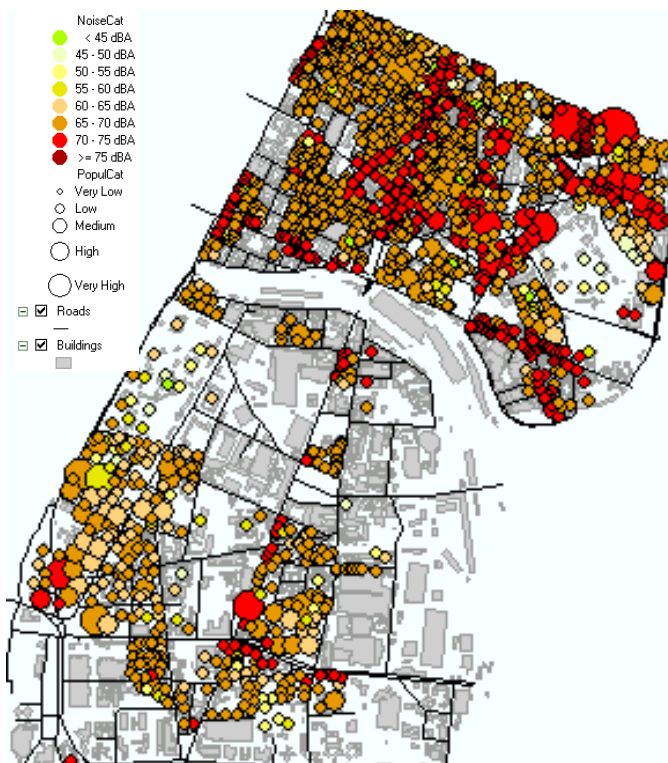 NoiseCat
< 45 dBA
45 - 50 dBA
50 - 55 dBA
55 - 60 dBA
60 - 65 dBA
65 - 70 dBA
70 - 75 dBA
>= 75 dBA
PopulCat
Very Low
Low
Medium
High
Very High
Roads
Buildings